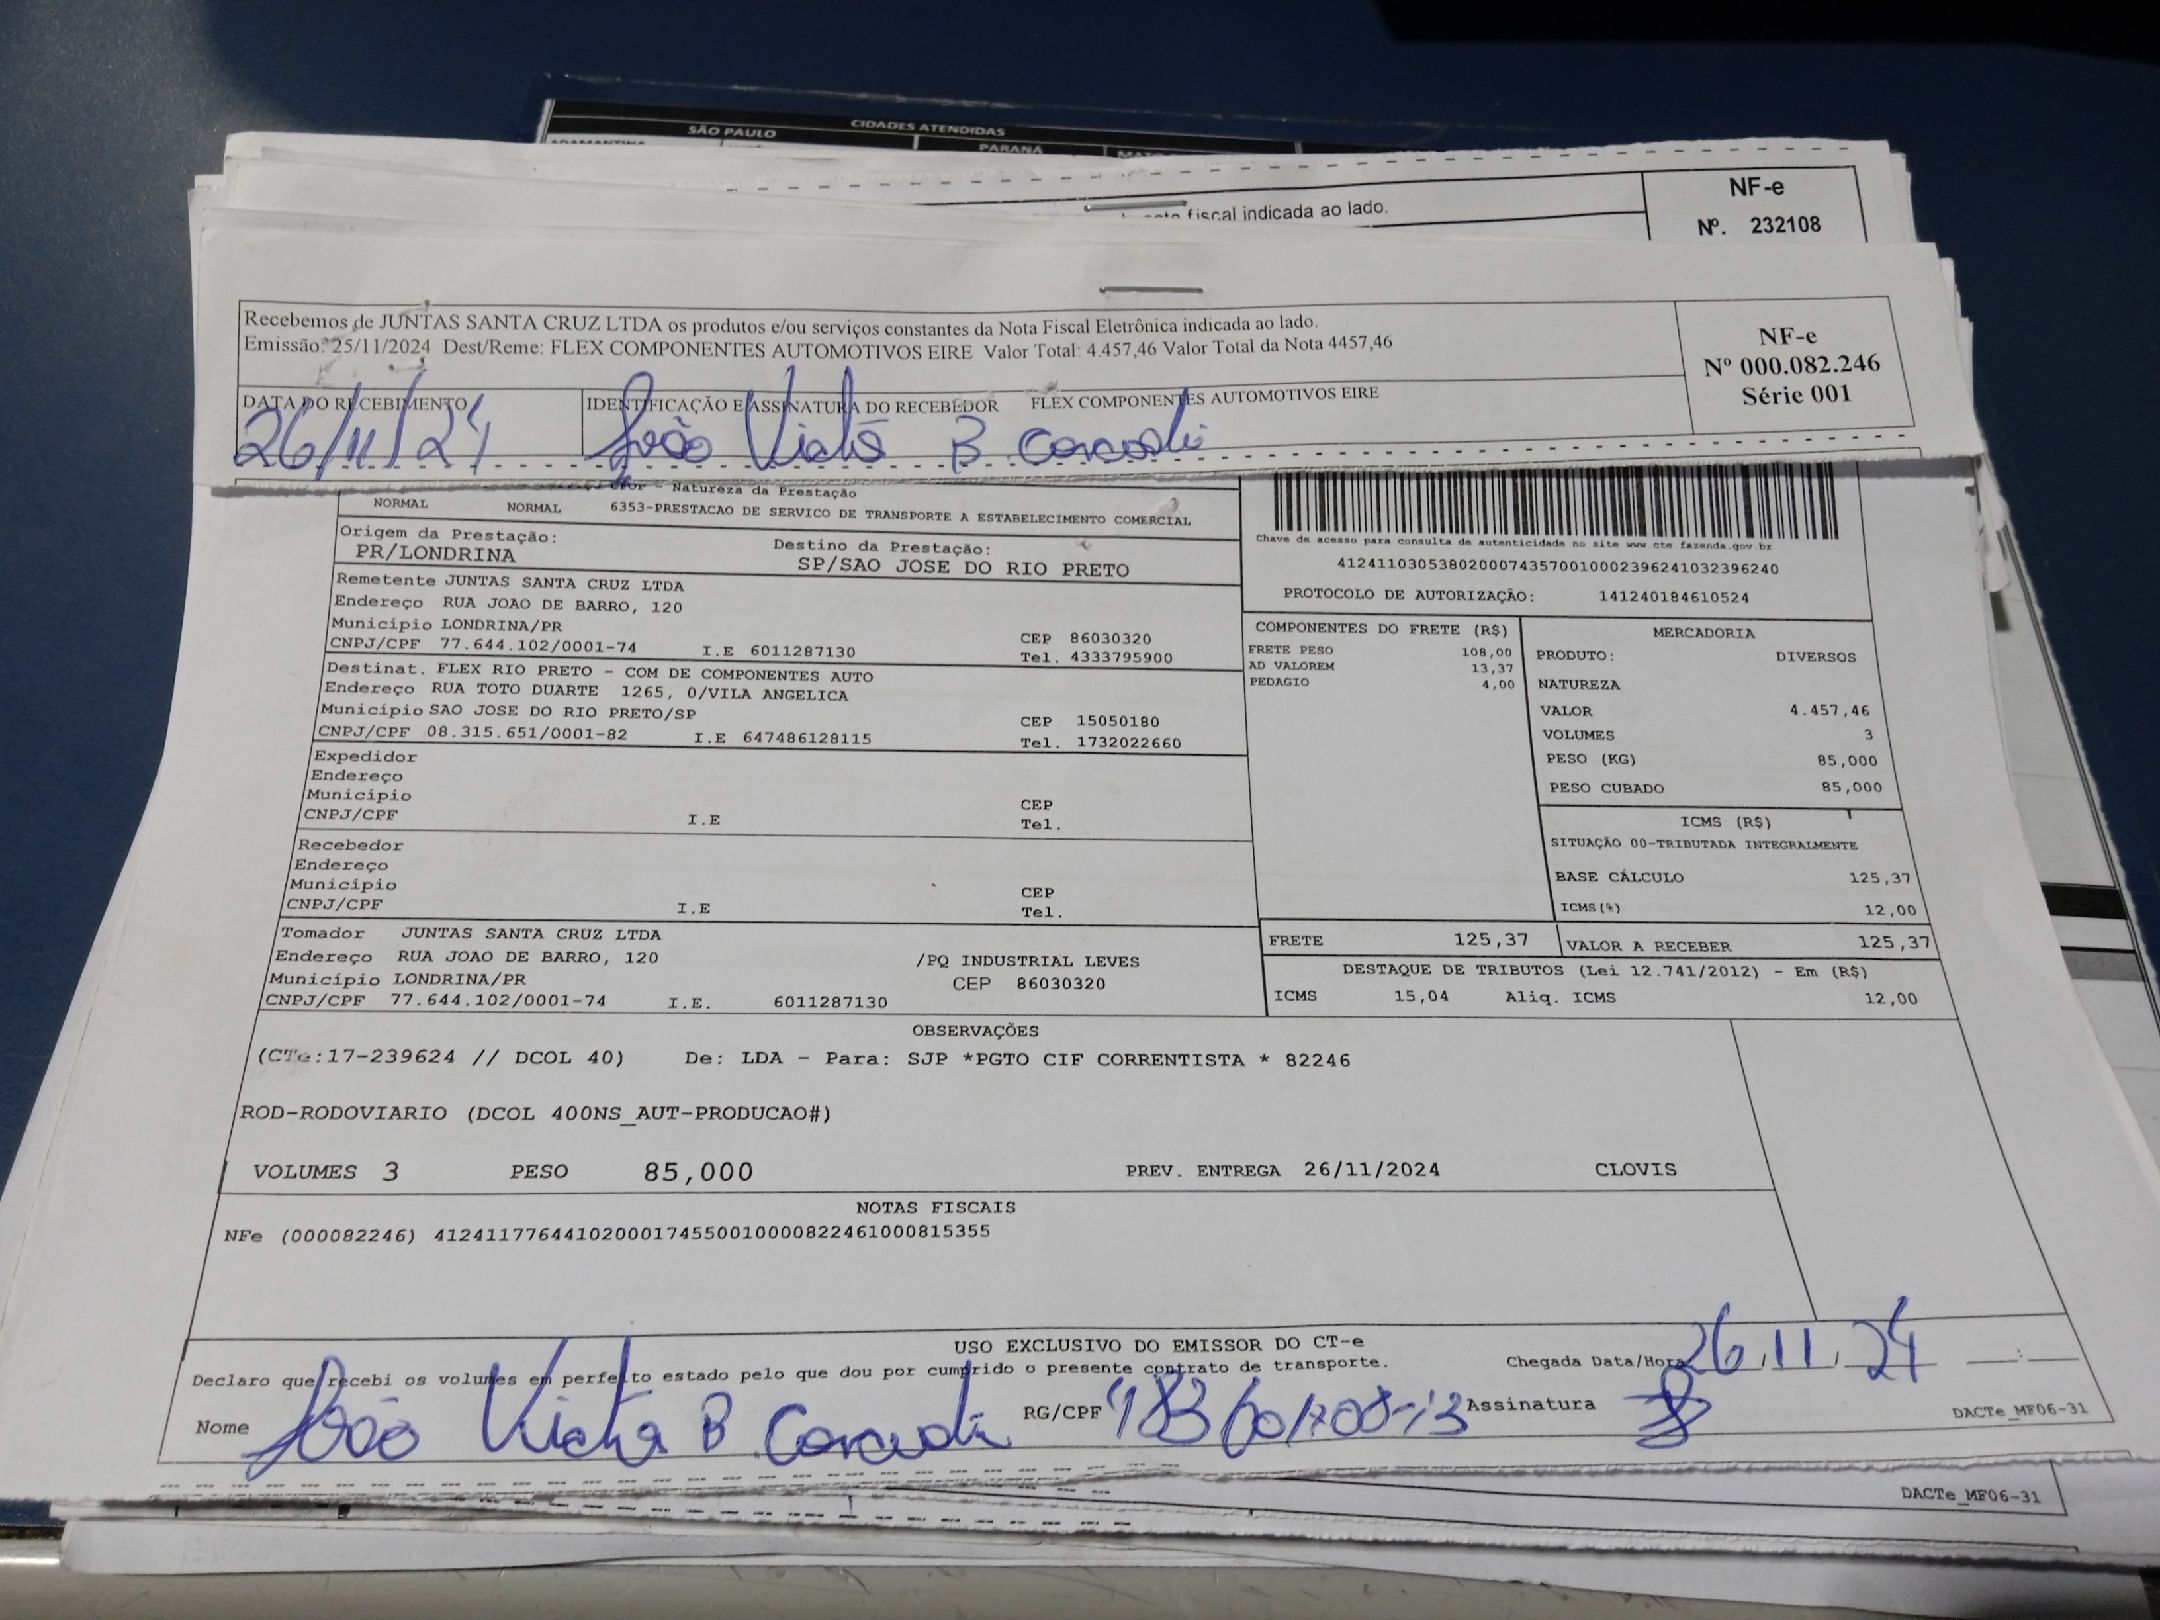 CIDADES ATENDIDAS
SÃO PAULO
PARANÁ
fiscal indicada ao lado.
NF-e
Nº. 232108
Recebemos de JUNTAS SANTA CRUZ LTDA os produtos e/ou serviços constantes da Nota Fiscal Eletrônica indicada ao lado.
Emissão: 25/11/2024 Dest/Reme: FLEX COMPONENTES AUTOMOTIVOS EIRE Valor Total: 4.457,46 Valor Total da Nota 4457,46
NF-e
Nº 000.082.246
Série 001
DATA DO RECEBIMENTO
IDENTIFICAÇÃO E ASSINATURA DO RECEBEDOR FLEX COMPONENTES AUTOMOTIVOS EIRE
26/11/24 João B
- Natureza da Prestação
NORMAL NORMAL 6353-PRESTACAO DE SERVICO DE TRANSPORTE A ESTABELECIMENTO COMERCIAL
Origem da Prestação: Destino da Prestação:
PR/LONDRINA SP/SAO JOSE DO RIO PRETO
Chave de acesso para consulta de autenticidade no site www.cte.fazenda.gov.br
41241103053802000743570010002396241032396240
PROTOCOLO DE AUTORIZAÇÃO: 141240184610524
Remetente JUNTAS SANTA CRUZ LTDA
Endereço RUA JOAO DE BARRO, 120
Município LONDRINA/PR CEP 86030320
CNPJ/CPF 77.644.102/0001-74 I.E 6011287130 Tel. 4333795900
Destinat. FLEX RIO PRETO - COM DE COMPONENTES AUTO
Endereço RUA TOTO DUARTE 1265, 0/VILA ANGELICA
Município SAO JOSE DO RIO PRETO/SP CEP 15050180
CNPJ/CPF 08.315.651/0001-82 I.E 647486128115 Tel. 1732022660
Expedidor
Endereço
Município CEP
CNPJ/CPF I.E Tel.
Recebedor
Endereço
Município CEP
CNPJ/CPF I.E Tel.
Tomador JUNTAS SANTA CRUZ LTDA
Endereço RUA JOAO DE BARRO, 120 /PQ INDUSTRIAL LEVES
Município LONDRINA/PR CEP 86030320
CNPJ/CPF 77.644.102/0001-74 I.E. 6011287130
COMPONENTES DO FRETE (R$)
FRETE PESO 108,00
AD VALOREM 13,37
PEDAGIO 4,00
MERCADORIA
PRODUTO: DIVERSOS
NATUREZA
VALOR 4.457,46
VOLUMES 3
PESO (KG) 85,000
PESO CUBADO 85,000
ICMS (R$)
SITUAÇÃO 00-TRIBUTADA INTEGRALMENTE
BASE CÁLCULO 125,37
ICMS(%) 12,00
FRETE 125,37 VALOR A RECEBER 125,37
DESTAQUE DE TRIBUTOS (Lei 12.741/2012) - Em (R$)
ICMS 15,04 Aliq. ICMS 12,00
OBSERVAÇÕES
(CTe:17-239624 // DCOL 40) De: LDA - Para: SJP *PGTO CIF CORRENTISTA * 82246
ROD-RODOVIARIO (DCOL 400NS_AUT-PRODUCAO#)
VOLUMES 3 PESO 85,000 PREV. ENTREGA 26/11/2024 CLOVIS
NOTAS FISCAIS
NFe (000082246) 41241177644102000174550010000822461000815355
USO EXCLUSIVO DO EMISSOR DO CT-e
Declaro que recebi os volumes em perfeito estado pelo que dou por cumprido o presente contrato de transporte.
Chegada Data/Hora 26/11/24 :
Nome João B RG/CPF Assinatura
DACTe_MF06-31
DACTe_MF06-31